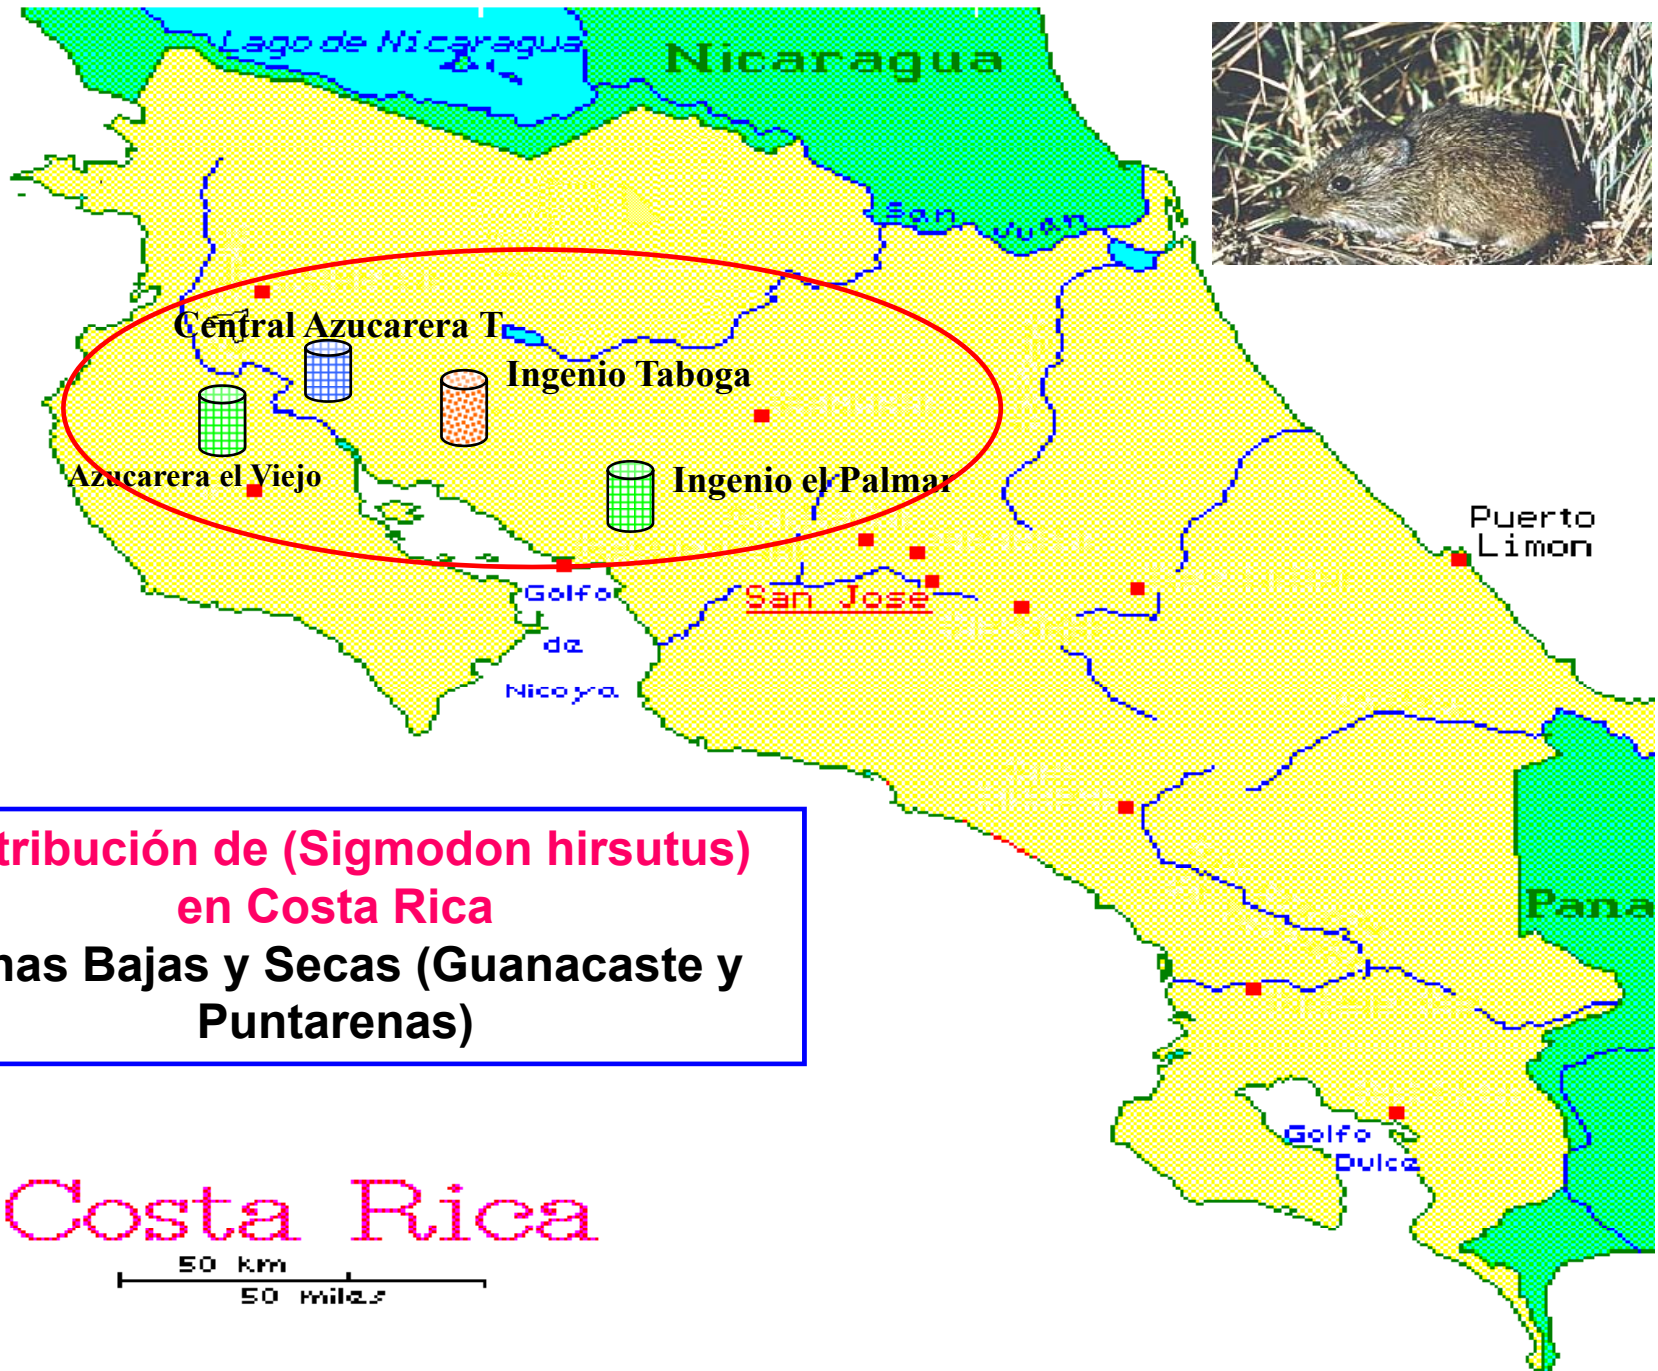 Lago de Nicaragua
Nicaragua
San Juan
Central Azucarera T
Ingenio Taboga
Azucarera el Viejo
Ingenio el Palmar
Puerto
Limon
San Jose
Golfo
de
Nicoya
tribución de (Sigmodon hirsutus)
en Costa Rica
nas Bajas y Secas (Guanacaste y
Puntarenas)
Pana
Golfo
Dulce
Costa Rica
50 km
50 miles